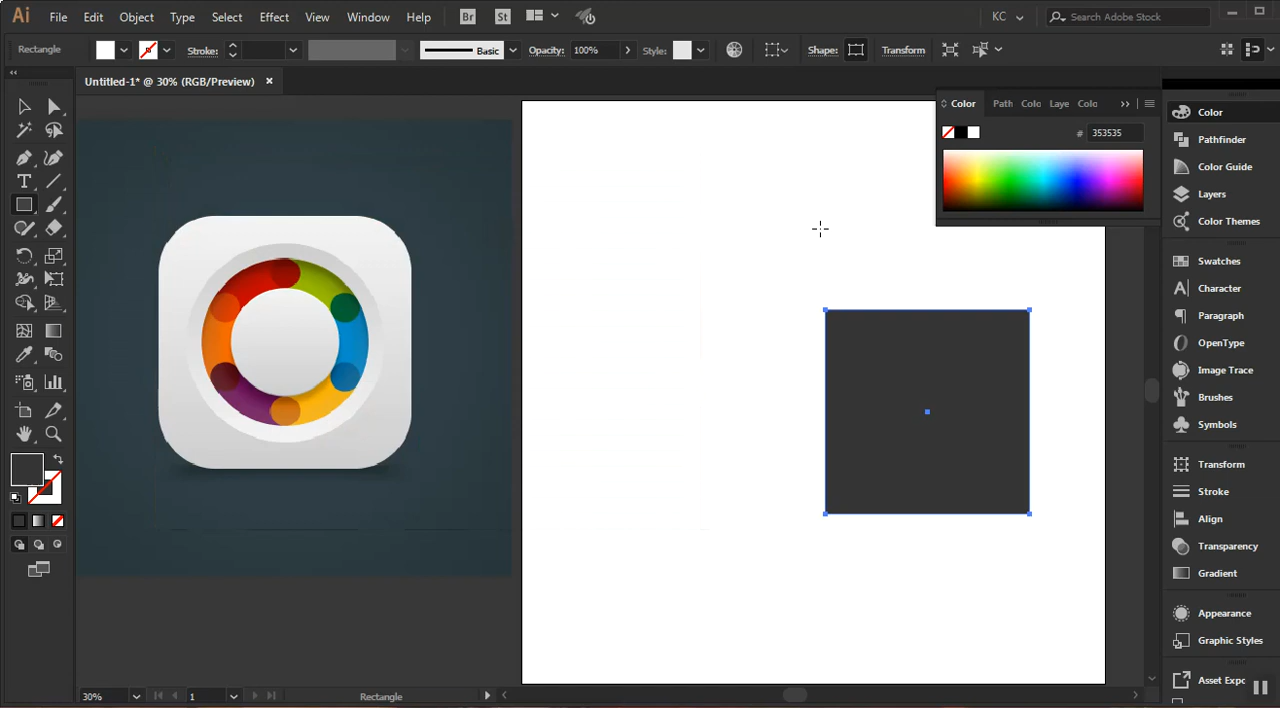 Ai File Edit Object Type Select Effect View Window Help Br St KC Search Adobe Stock
Rectangle Stroke: Basic Opacity: 100% Style: Shape: Transform
Untitled-1* @ 30% (RGB/Preview) ×
Color Path Colo Laye Colo
# 353535
Color
Pathfinder
Color Guide
Layers
Color Themes
Swatches
Character
Paragraph
OpenType
Image Trace
Brushes
Symbols
Transform
Stroke
Align
Transparency
Gradient
Appearance
Graphic Styles
Asset Expo
30% 1 Rectangle